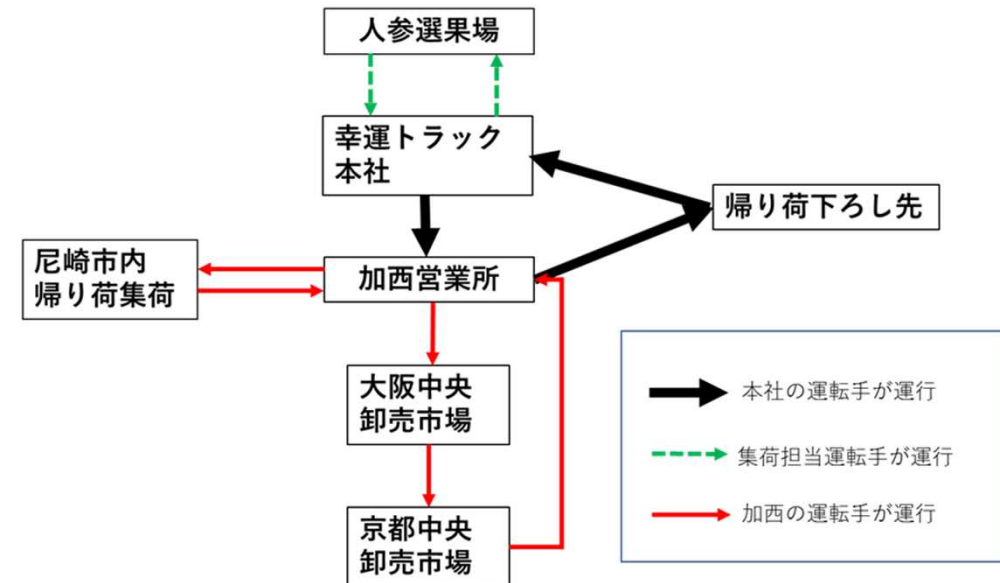 人参選果場
幸運トラック
本社
帰り荷下ろし先
尼崎市内
帰り荷集荷
加西営業所
大阪中央
卸売市場
京都中央
卸売市場
本社の運転手が運行
集荷担当運転手が運行
加西の運転手が運行